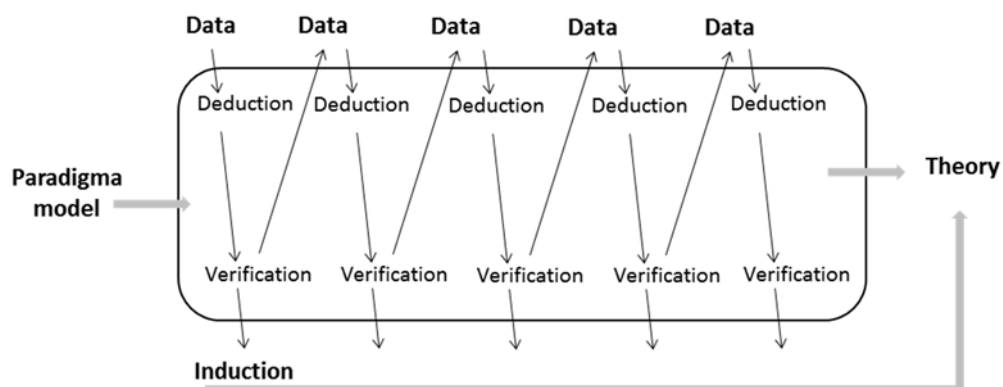 Data Data Data Data Data
Deduction Deduction Deduction Deduction Deduction
Paradigma
model
Theory
Verification Verification Verification Verification Verification
Induction